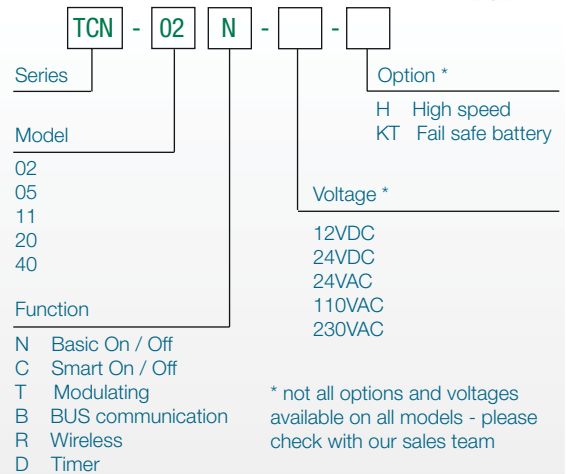 TCN - 02 N - -
Series
Option *
H High speed
KT Fail safe battery
Model
02
05
11
20
40
Voltage *
12VDC
24VDC
24VAC
110VAC
230VAC
Function
N Basic On / Off
C Smart On / Off
T Modulating
B BUS communication
R Wireless
D Timer
* not all options and voltages
available on all models - please
check with our sales team